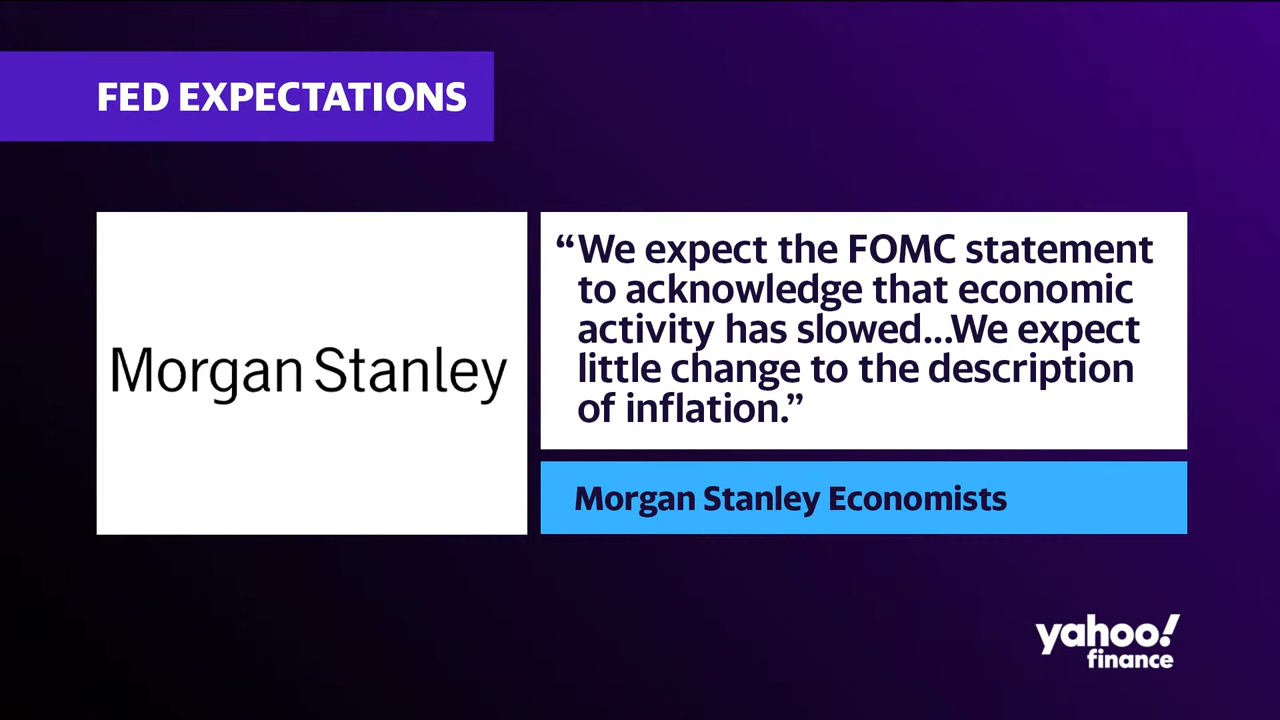 FED EXPECTATIONS
Morgan Stanley
“We expect the FOMC statement
to acknowledge that economic
activity has slowed...We expect
little change to the description
of inflation.”
Morgan Stanley Economists
yahoo!
finance